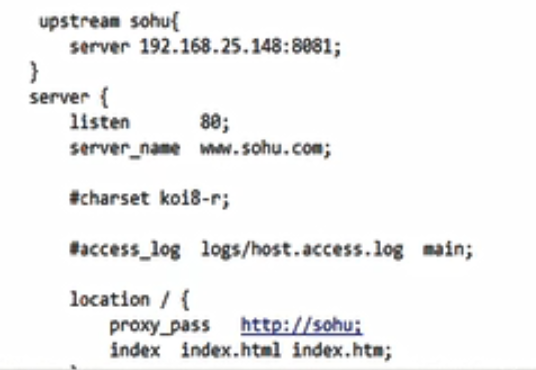 upstream sohu{
server 192.168.25.148:8081;
}
server {
listen 80;
server_name www.sohu.com;
#charset koi8-r;
#access_log logs/host.access.log main;
location / {
proxy_pass http://sohu;
index index.html index.htm;